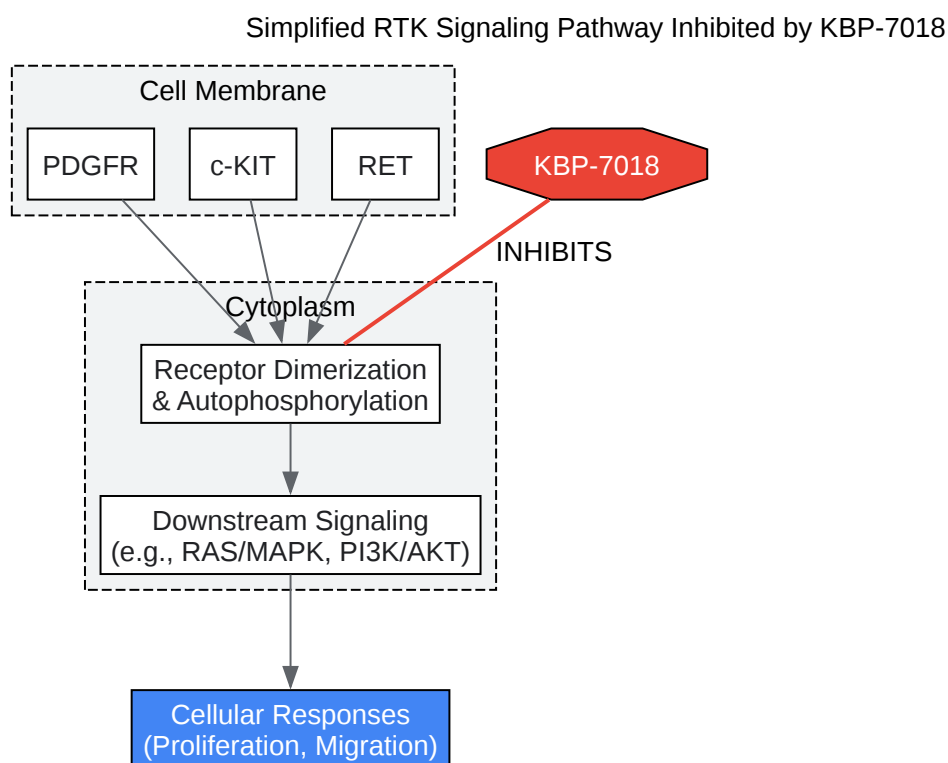 Simplified RTK Signaling Pathway Inhibited by KBP-7018
Cell Membrane
PDGFR
c-KIT
RET
KBP-7018
INHIBITS
Cytoplasm
Receptor Dimerization
& Autophosphorylation
Downstream Signaling
(e.g., RAS/MAPK, PI3K/AKT)
Cellular Responses
(Proliferation, Migration)